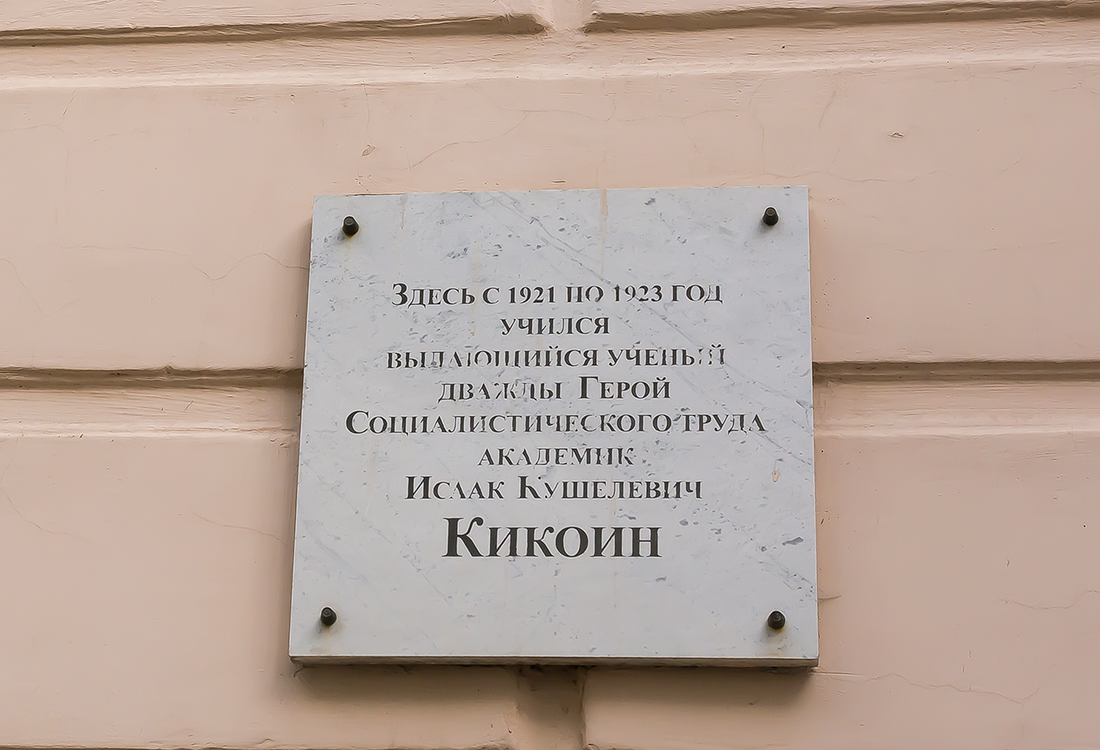 Здесь с 1921 по 1923 год
учился
выдающийся ученый
дважды Герой
Социалистического труда
академик
Исаак Кушелевич
Кикоин